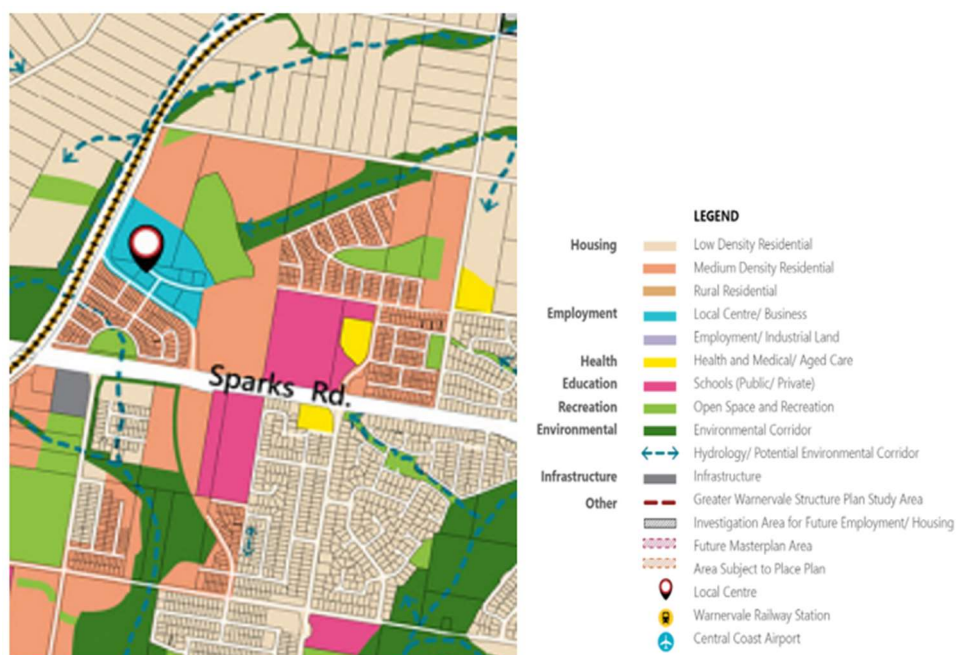 Sparks Rd.
LEGEND
Housing Low Density Residential
Medium Density Residential
Rural Residential
Employment Local Centre/ Business
Employment/ Industrial Land
Health Health and Medical/ Aged Care
Education Schools (Public/ Private)
Recreation Open Space and Recreation
Environmental Environmental Corridor
Hydrology/ Potential Environmental Corridor
Infrastructure Infrastructure
Other Greater Warnervale Structure Plan Study Area
Investigation Area for Future Employment/ Housing
Future Masterplan Area
Area Subject to Place Plan
Local Centre
Warnervale Railway Station
Central Coast Airport